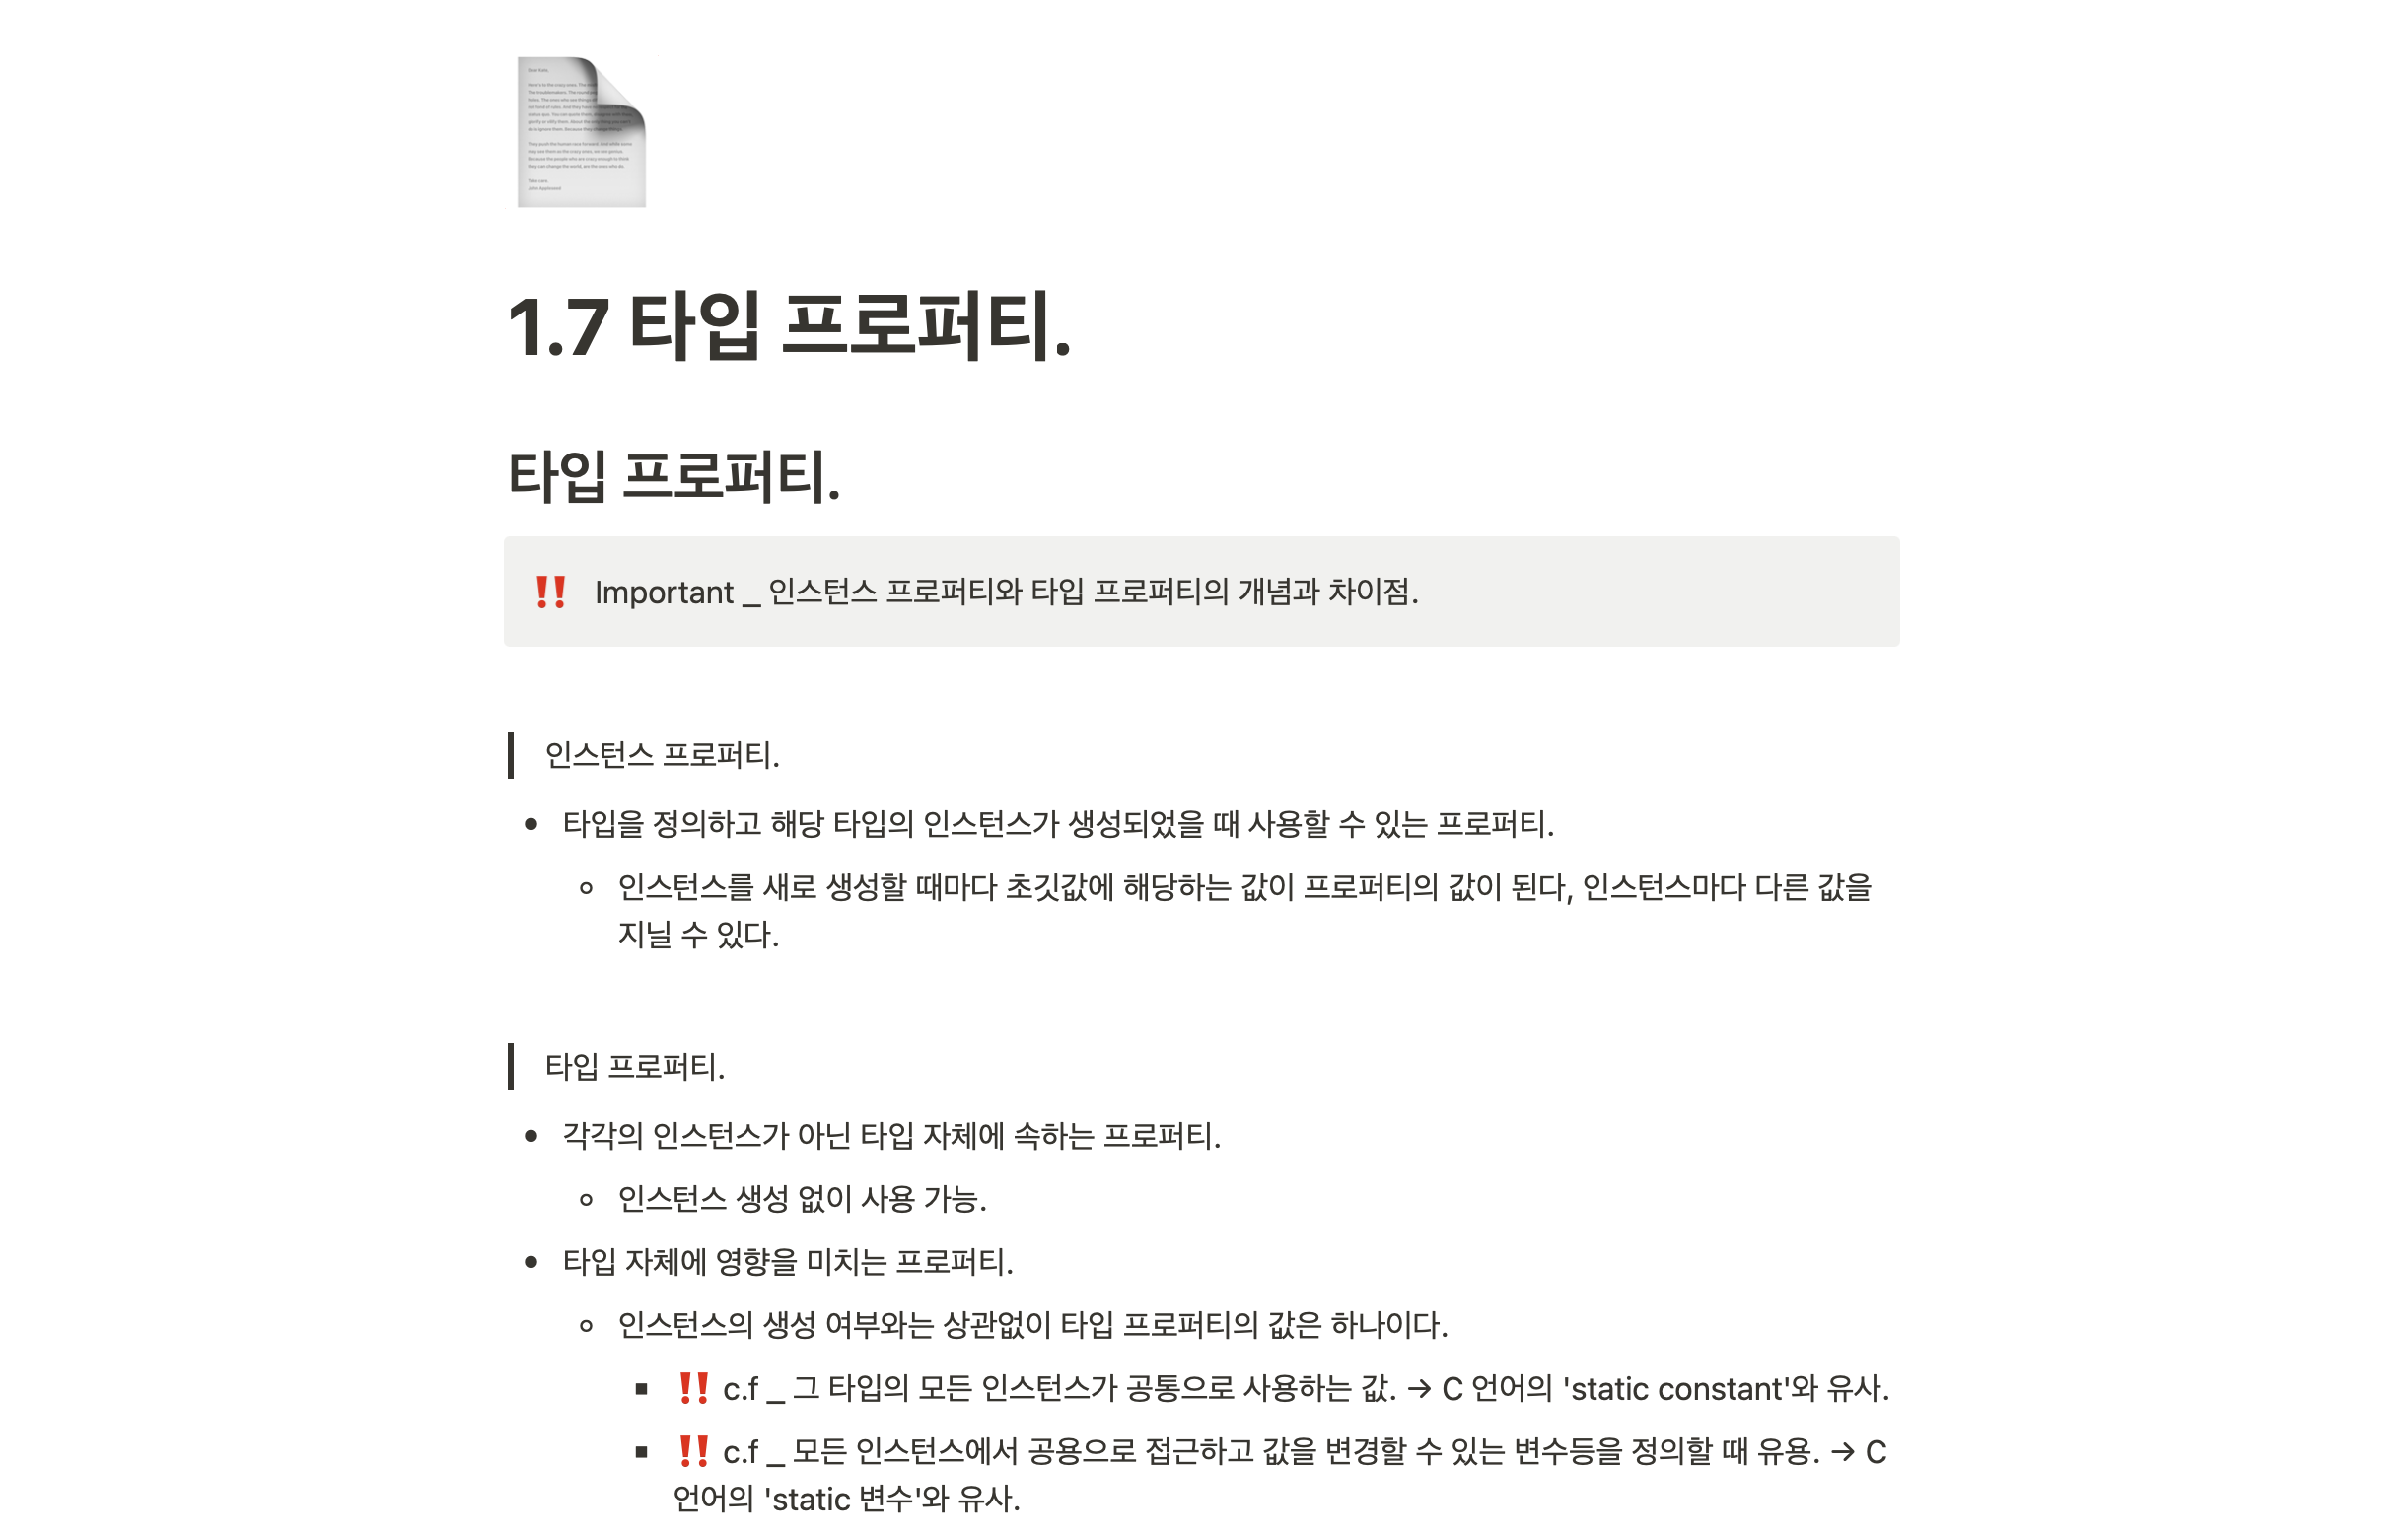 1.7 타입 프로퍼티.
타입 프로퍼티.
‼️ Important _ 인스턴스 프로퍼티와 타입 프로퍼티의 개념과 차이점.
인스턴스 프로퍼티.
• 타입을 정의하고 해당 타입의 인스턴스가 생성되었을 때 사용할 수 있는 프로퍼티.
◦ 인스턴스를 새로 생성할 때마다 초깃값에 해당하는 값이 프로퍼티의 값이 된다, 인스턴스마다 다른 값을
지닐 수 있다.
타입 프로퍼티.
• 각각의 인스턴스가 아닌 타입 자체에 속하는 프로퍼티.
◦ 인스턴스 생성 없이 사용 가능.
• 타입 자체에 영향을 미치는 프로퍼티.
◦ 인스턴스의 생성 여부와는 상관없이 타입 프로퍼티의 값은 하나이다.
▪ ‼️ c.f _ 그 타입의 모든 인스턴스가 공통으로 사용하는 값. → C 언어의 'static constant'와 유사.
▪ ‼️ c.f _ 모든 인스턴스에서 공용으로 접근하고 값을 변경할 수 있는 변수등을 정의할 때 유용. → C
언어의 'static 변수'와 유사.